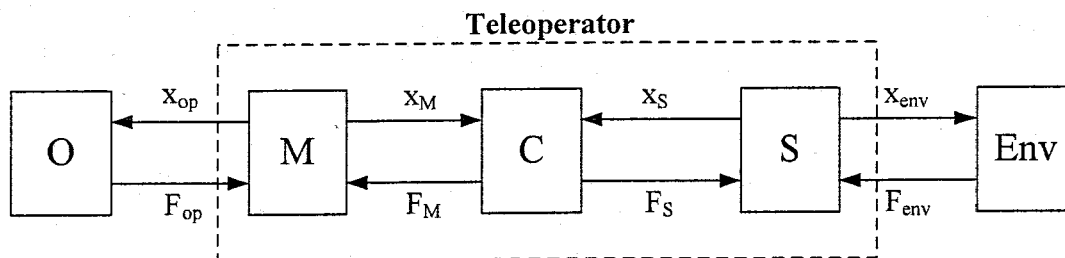 Teleoperator
x_op x_M x_S x_env
O M C S Env
F_op F_M F_S F_env